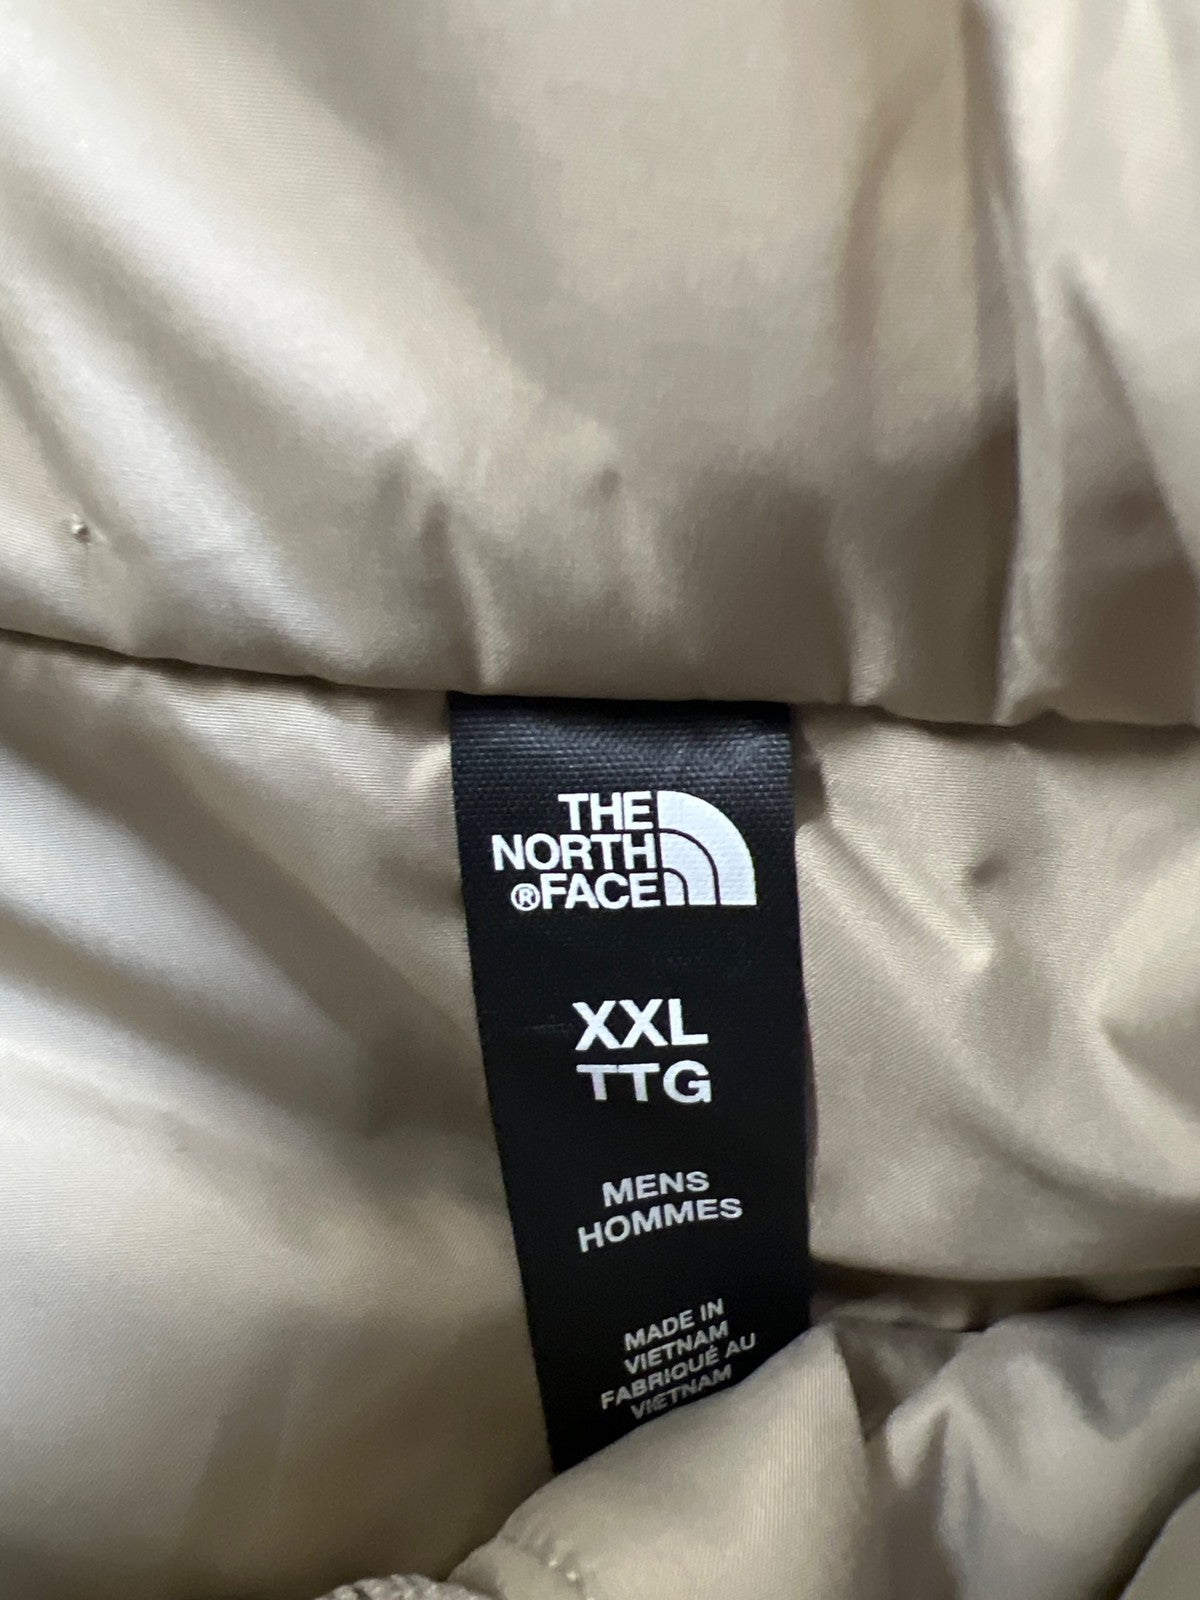 THE
NORTH
®FACE
XXL
TTG
MENS
HOMMES
MADE IN
VIETNAM
FABRIQUÉ AU
VIETNAM